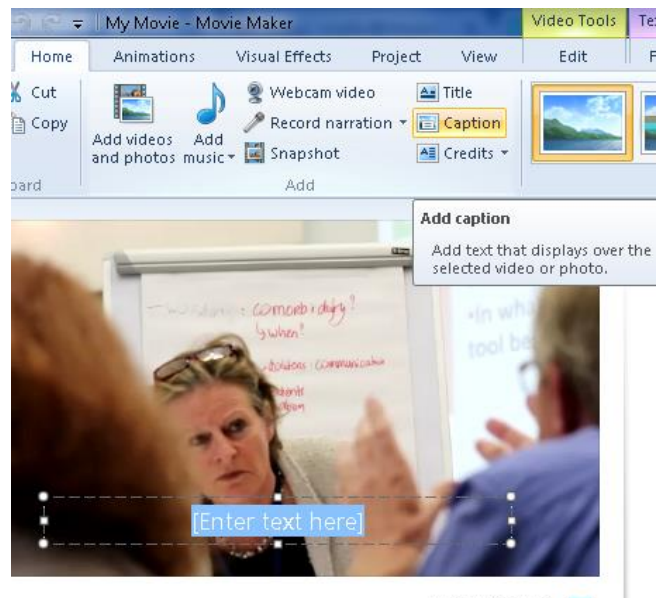 My Movie - Movie Maker
Video Tools
Home
Animations
Visual Effects
Project
View
Edit
Cut
Copy
Add videos
and photos
Add
music
Webcam video
Record narration
Snapshot
Title
Caption
Credits
Add
Add caption
Add text that displays over the
selected video or photo.
: comorbidity?
↳ when?
communication
[Enter text here]